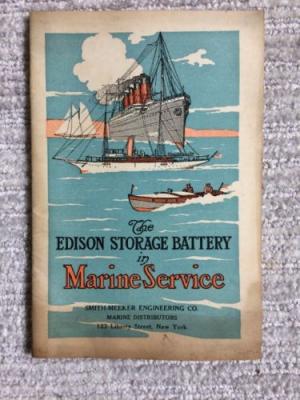 The
EDISON STORAGE BATTERY
in
Marine Service
SMITH-MEEKER ENGINEERING CO.
MARINE DISTRIBUTORS
123 Liberty Street, New York